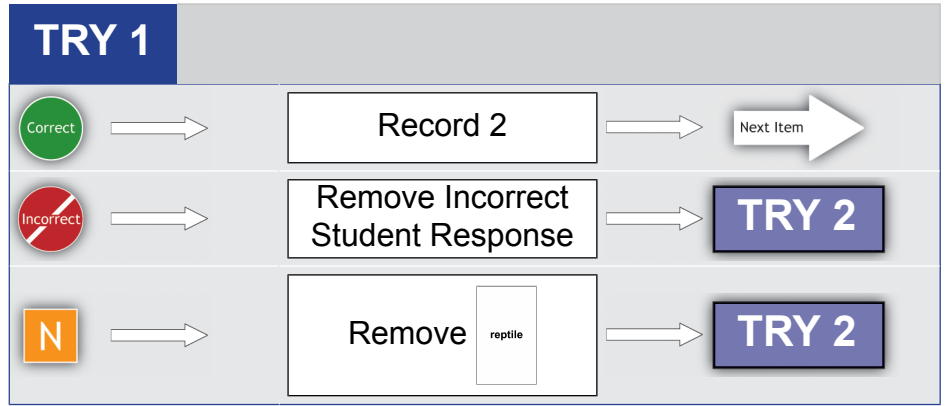 TRY 1
Correct
Record 2
Next Item
Incorrect
Remove Incorrect
Student Response
TRY 2
N
Remove
reptile
TRY 2